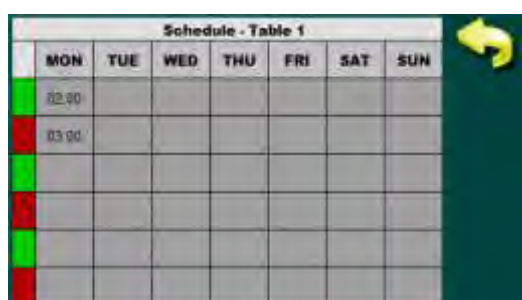 Schedule - Table 1
MON TUE WED THU FRI SAT SUN
02:00
03:00